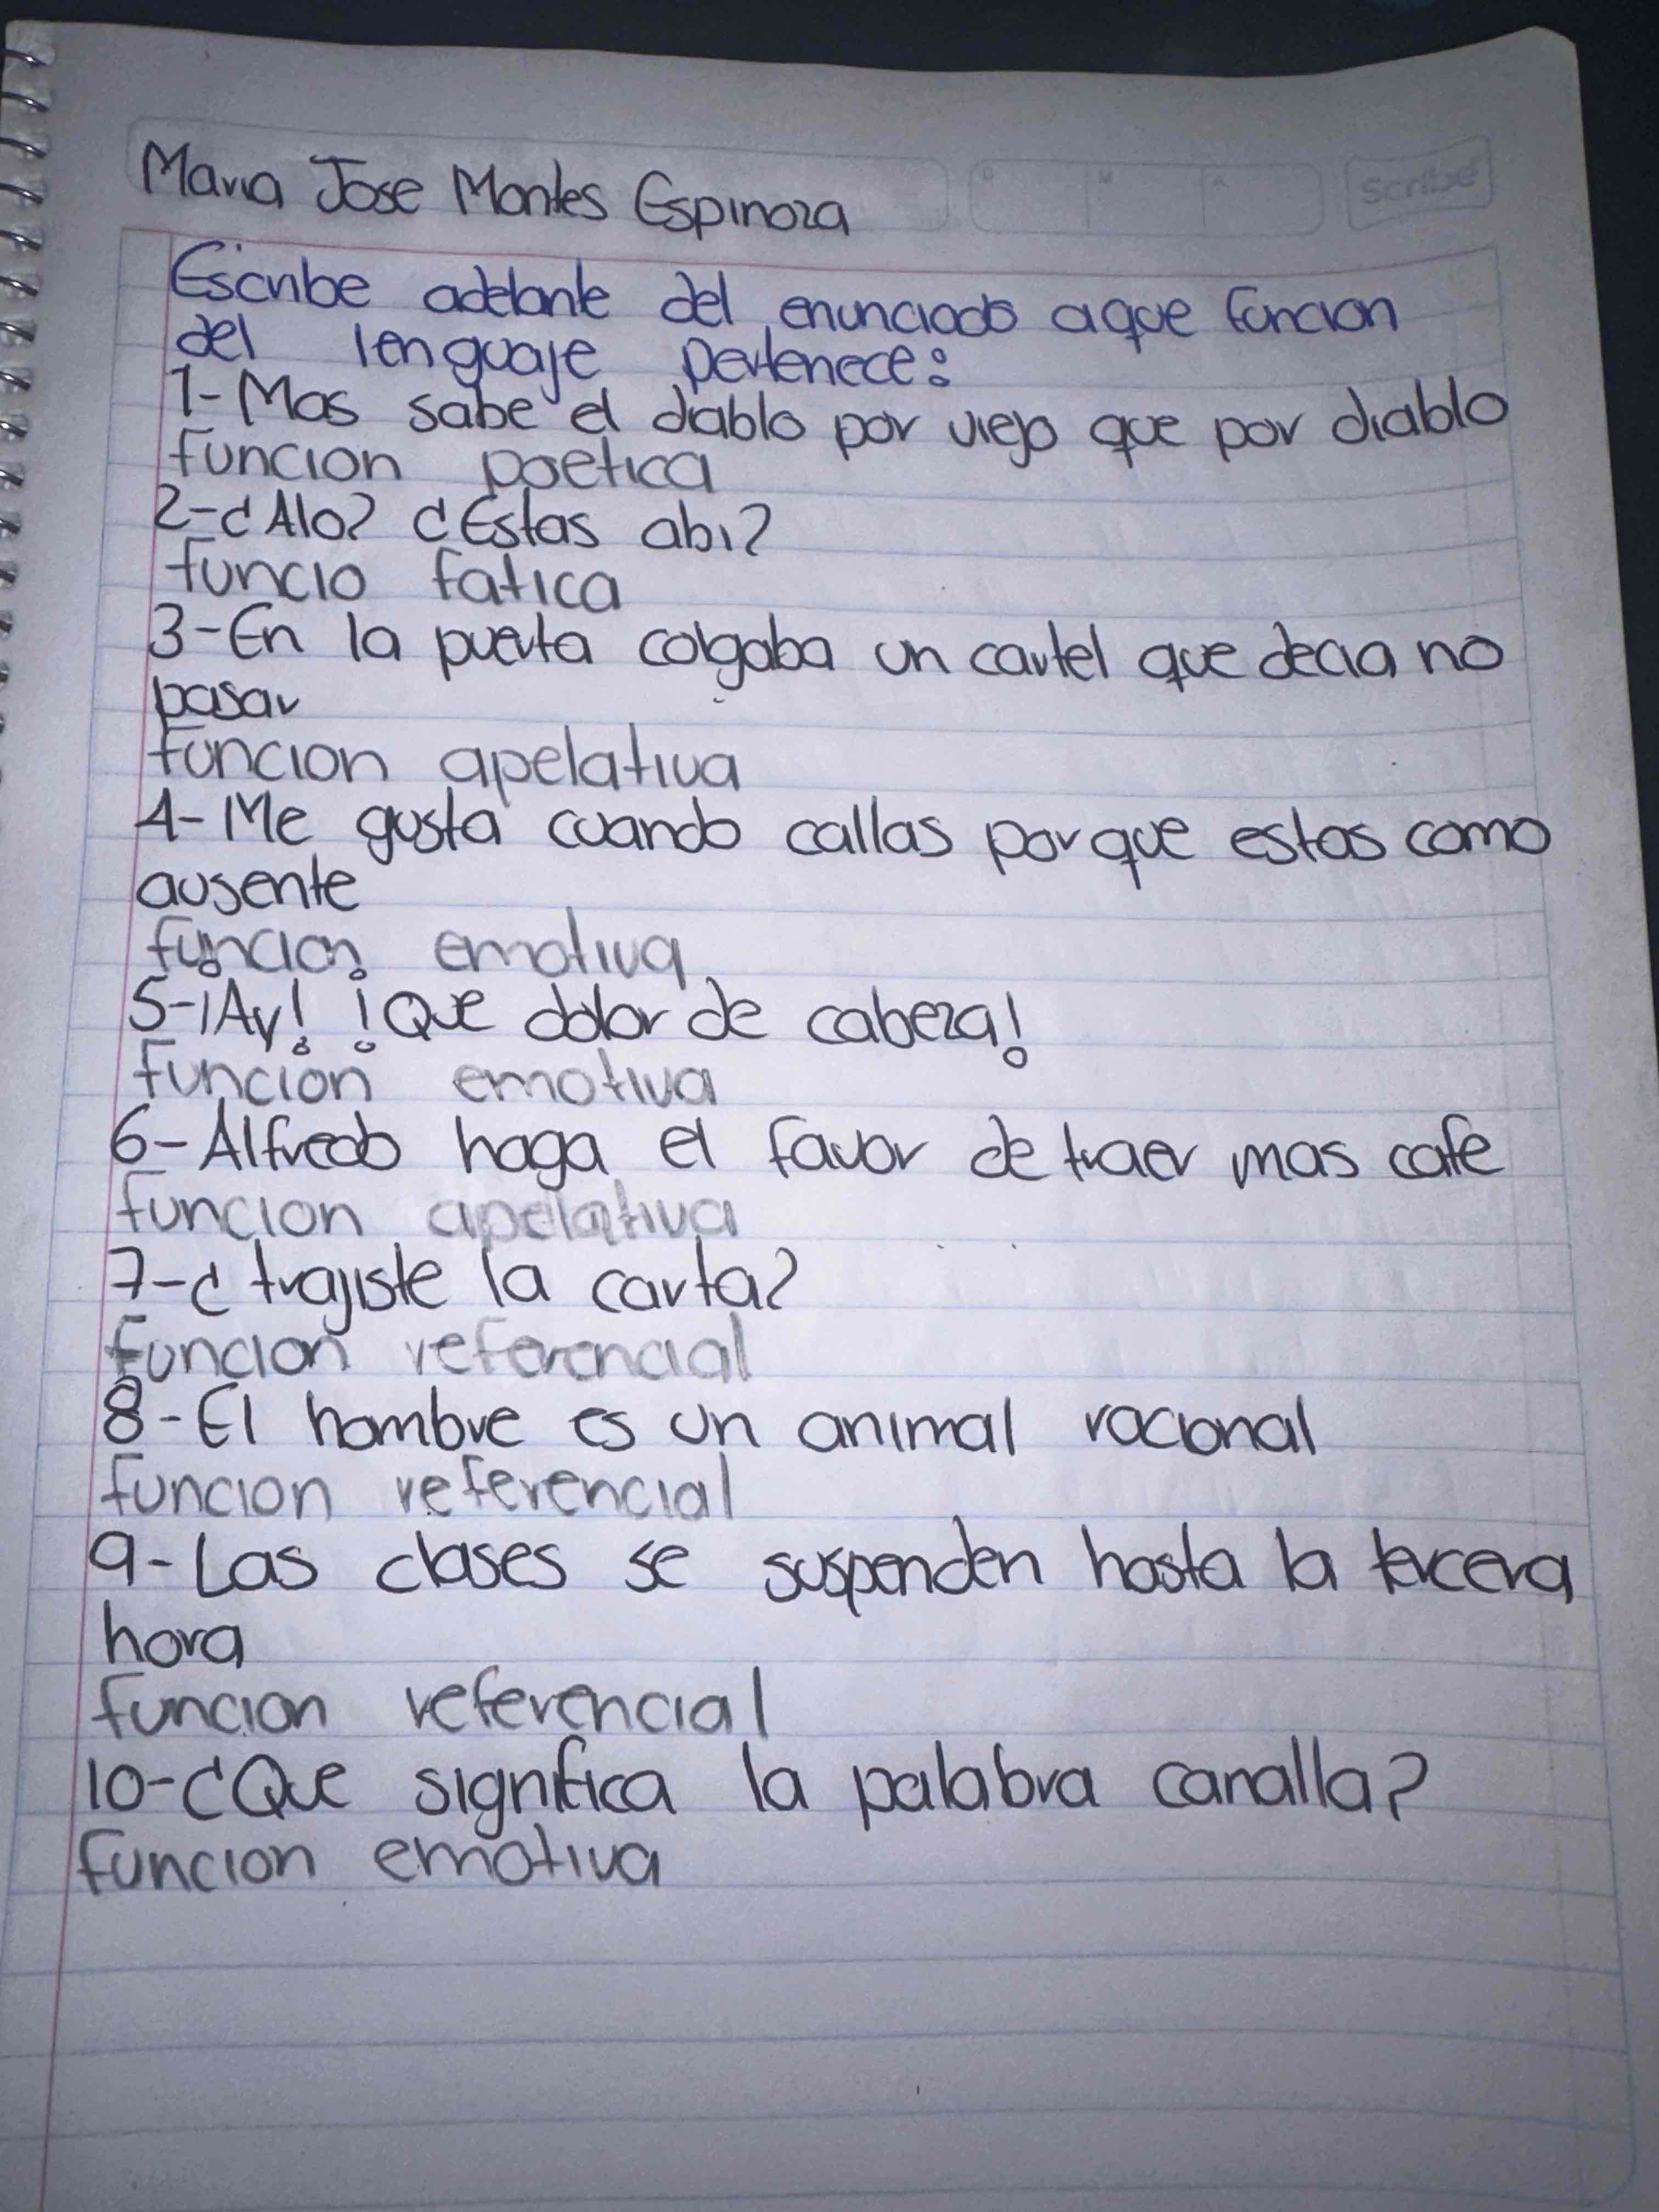 Maria Jose Montes Espinoza
Scribe
D M A
Escribe adelante del enunciado a que funcion
del lenguaje pertenece:
1- Mas sabe el diablo por viejo que por diablo
funcion poetica
2- ¿Alo? ¿Estas ahi?
funcio fatica
3- En la puerta colgaba un cartel que decia no
pasar
funcion apelativa
4- Me gusta cuando callas porque estas como
ausente
funcion emotiva
5- ¡Ay! ¡Que dolor de cabeza!
funcion emotiva
6- Alfredo haga el favor de traer mas cafe
funcion apelativa
7- ¿trajiste la carta?
funcion referencial
8- El hombre es un animal racional
funcion referencial
9- Las clases se suspenden hasta la tercera
hora
funcion referencial
10- ¿Que significa la palabra canalla?
funcion emotiva